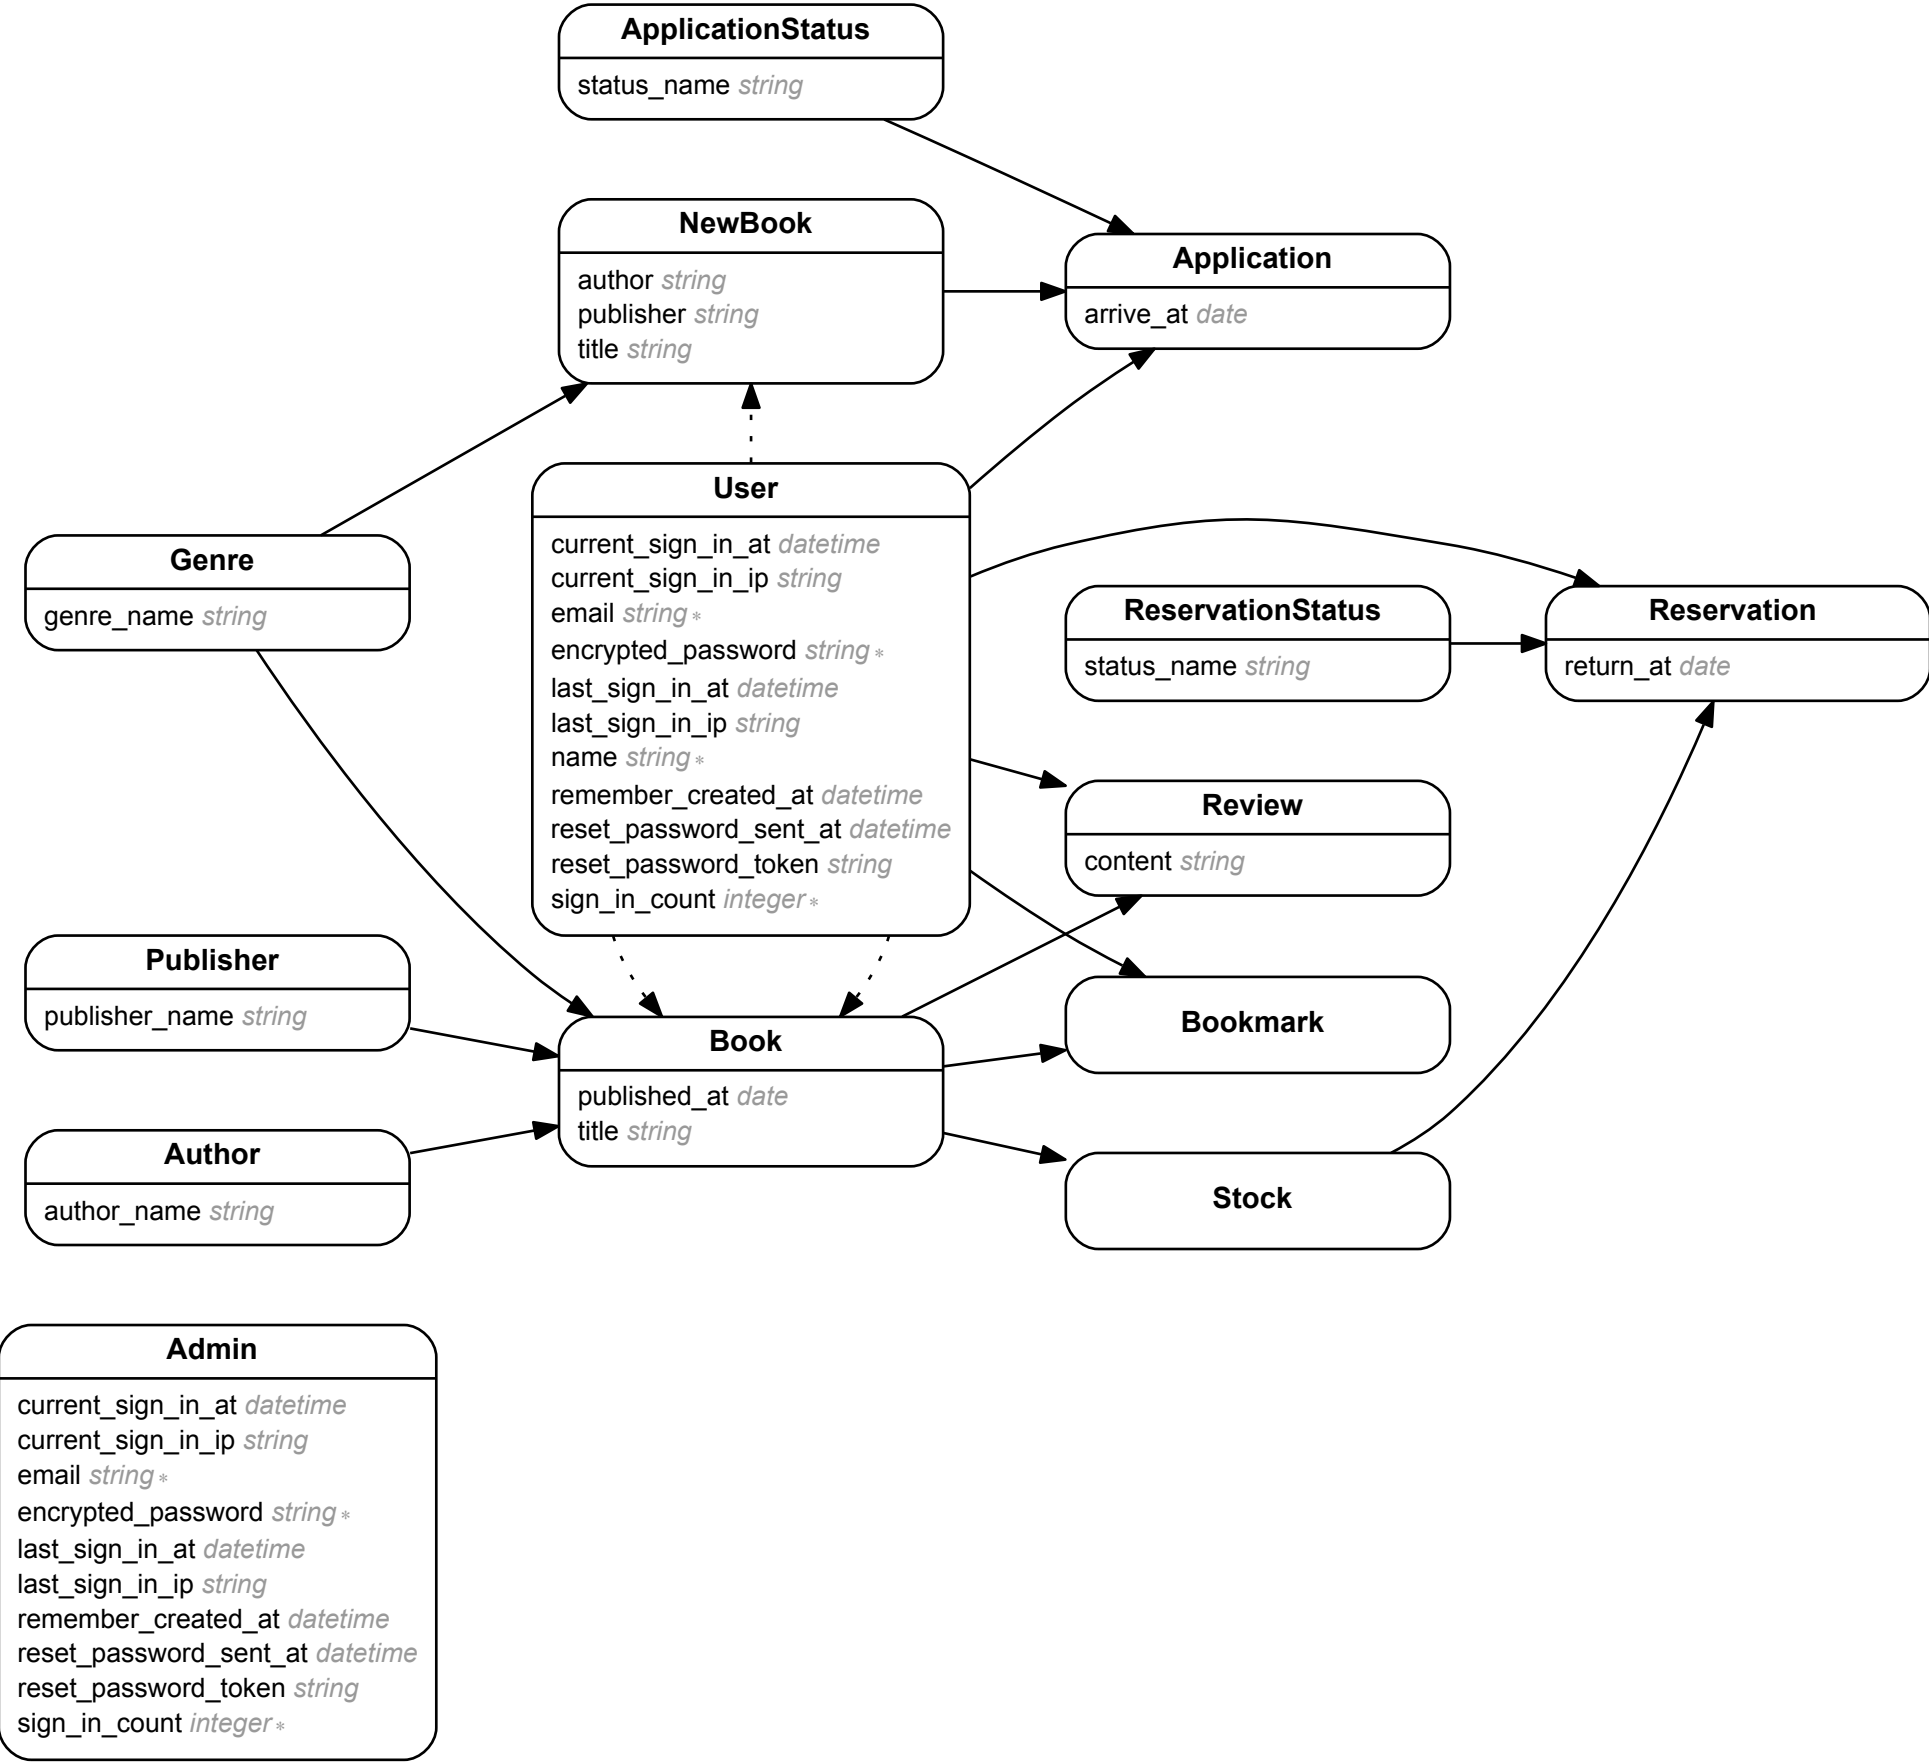 ApplicationStatus
status_name string
NewBook
author string
publisher string
title string
Application
arrive_at date
User
current_sign_in_at datetime
current_sign_in_ip string
email string *
encrypted_password string *
last_sign_in_at datetime
last_sign_in_ip string
name string *
remember_created_at datetime
reset_password_sent_at datetime
reset_password_token string
sign_in_count integer *
Genre
genre_name string
ReservationStatus
status_name string
Reservation
return_at date
Review
content string
Publisher
publisher_name string
Book
published_at date
title string
Bookmark
Author
author_name string
Stock
Admin
current_sign_in_at datetime
current_sign_in_ip string
email string *
encrypted_password string *
last_sign_in_at datetime
last_sign_in_ip string
remember_created_at datetime
reset_password_sent_at datetime
reset_password_token string
sign_in_count integer *